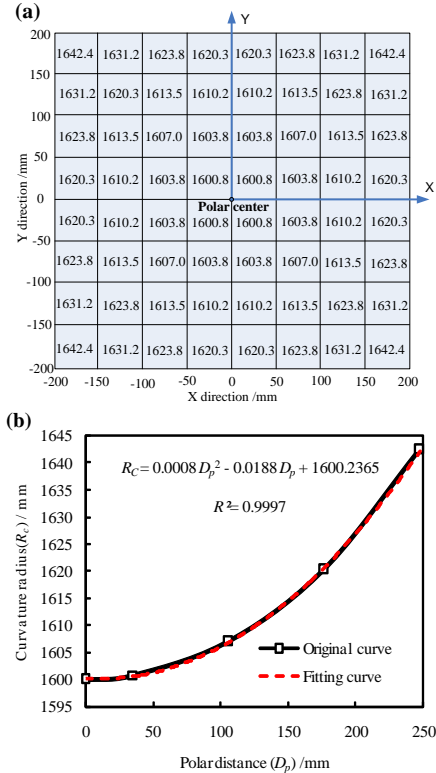 (a)
Y
200
1642.4 1631.2 1623.8 1620.3 1620.3 1623.8 1631.2 1642.4
150
1631.2 1620.3 1613.5 1610.2 1610.2 1613.5 1623.8 1631.2
100
1623.8 1613.5 1607.0 1603.8 1603.8 1607.0 1613.5 1623.8
50
1620.3 1610.2 1603.8 1600.8 1600.8 1603.8 1610.2 1620.3
X
0
Polar center
1620.3 1610.2 1603.8 1600.8 1600.8 1603.8 1610.2 1620.3
-50
1623.8 1613.5 1607.0 1603.8 1603.8 1607.0 1613.5 1623.8
-100
1631.2 1623.8 1613.5 1610.2 1610.2 1613.5 1623.8 1631.2
-150
1642.4 1631.2 1623.8 1620.3 1620.3 1623.8 1631.2 1642.4
-200
Y direction /mm
-200 -150 -100 -50 0 50 100 150 200
X direction /mm
(b)
1645
1640
1635
1630
1625
1620
1615
1610
1605
1600
1595
Curvature radius(Rc) / mm
RC = 0.0008 Dp² - 0.0188 Dp + 1600.2365
R²= 0.9997
Original curve
Fitting curve
0 50 100 150 200 250
Polar distance (Dp) /mm